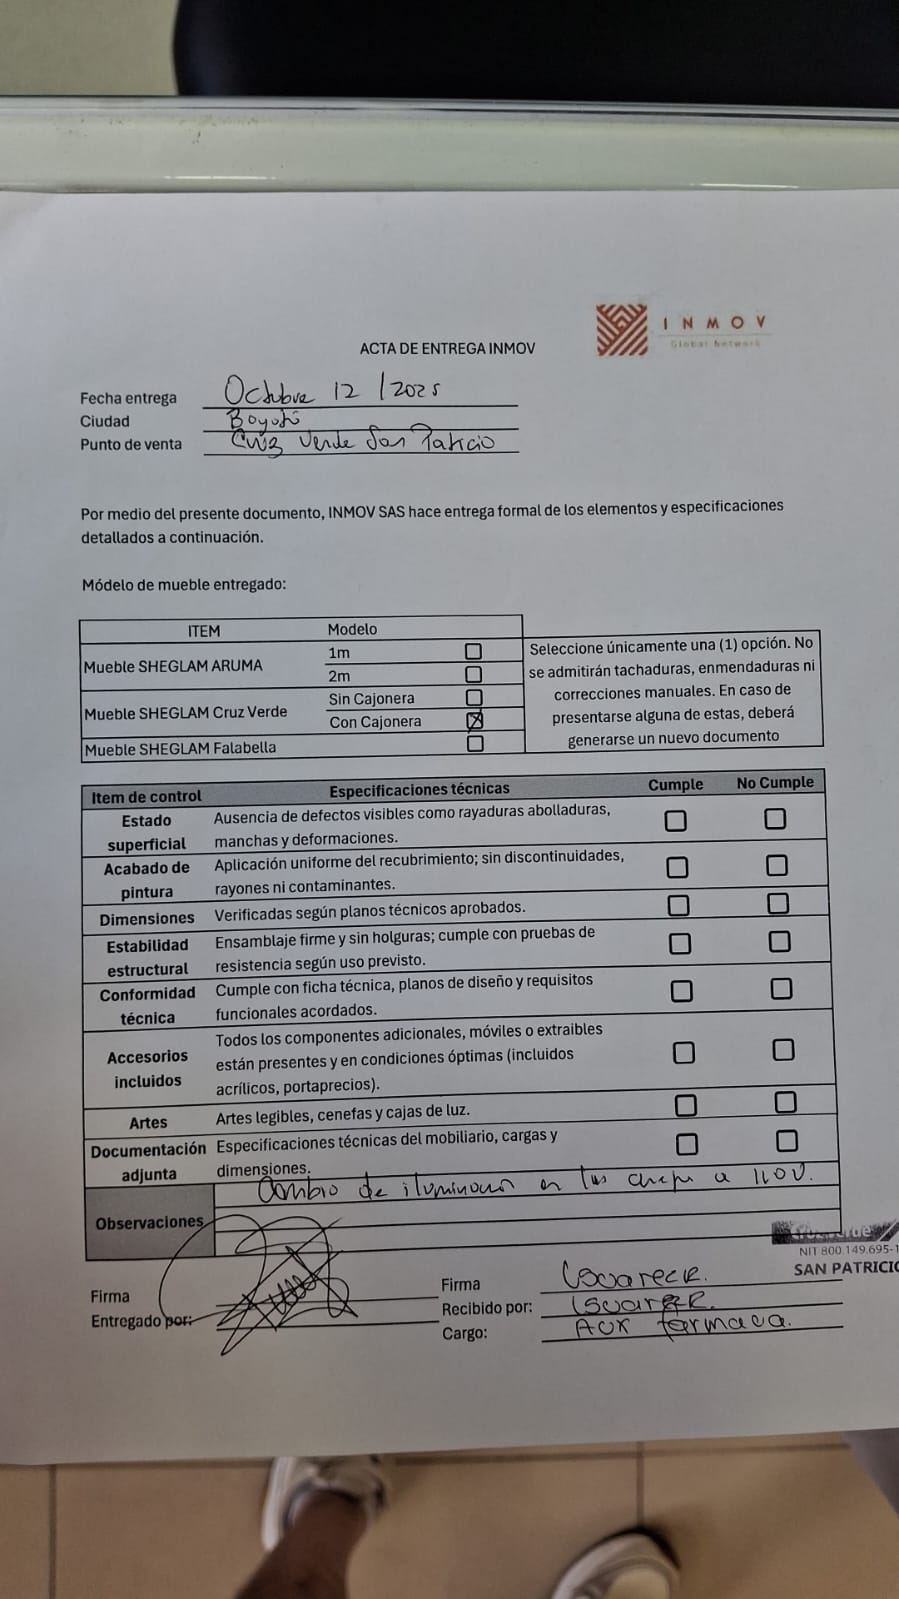 INMOV
Global Network
ACTA DE ENTREGA INMOV
Fecha entrega Octubre 12 / 2025
Ciudad Bogotá
Punto de venta Cruz Verde San Patricio
Por medio del presente documento, INMOV SAS hace entrega formal de los elementos y especificaciones
detallados a continuación.
Módelo de mueble entregado:
ITEM Modelo
Mueble SHEGLAM ARUMA
1m
2m
Mueble SHEGLAM Cruz Verde
Sin Cajonera
Con Cajonera
Mueble SHEGLAM Falabella
Seleccione únicamente una (1) opción. No
se admitirán tachaduras, enmendaduras ni
correcciones manuales. En caso de
presentarse alguna de estas, deberá
generarse un nuevo documento
Item de control Especificaciones técnicas Cumple No Cumple
Estado
superficial
Ausencia de defectos visibles como rayaduras abolladuras,
manchas y deformaciones.
Acabado de
pintura
Aplicación uniforme del recubrimiento; sin discontinuidades,
rayones ni contaminantes.
Dimensiones Verificadas según planos técnicos aprobados.
Estabilidad
estructural
Ensamblaje firme y sin holguras; cumple con pruebas de
resistencia según uso previsto.
Conformidad
técnica
Cumple con ficha técnica, planos de diseño y requisitos
funcionales acordados.
Accesorios
incluidos
Todos los componentes adicionales, móviles o extraibles
están presentes y en condiciones óptimas (incluidos
acrílicos, portaprecios).
Artes Artes legibles, cenefas y cajas de luz.
Documentación
adjunta
Especificaciones técnicas del mobiliario, cargas y
dimensiones.
Observaciones
Cambio de iluminación en las a 110V.
NIT 800.149.695-1
SAN PATRICIO
Firma
Entregado por:
Firma
Recibido por:
Cargo: Aux farmacia.